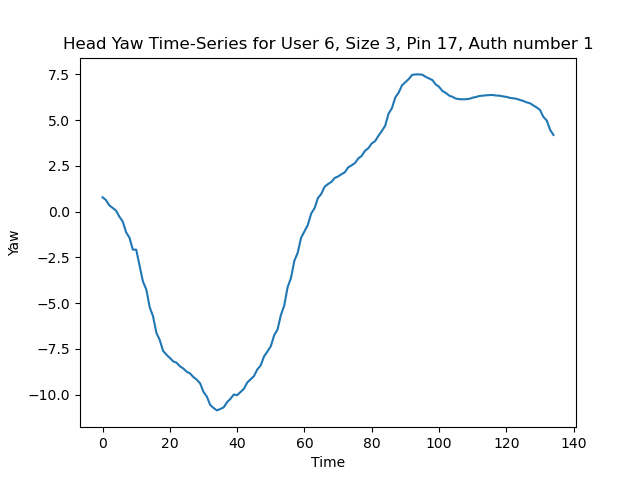 Head Yaw Time-Series for User 6, Size 3, Pin 17, Auth number 1
7.5
5.0
2.5
0.0
−2.5
−5.0
−7.5
−10.0
Yaw
0 20 40 60 80 100 120 140
Time